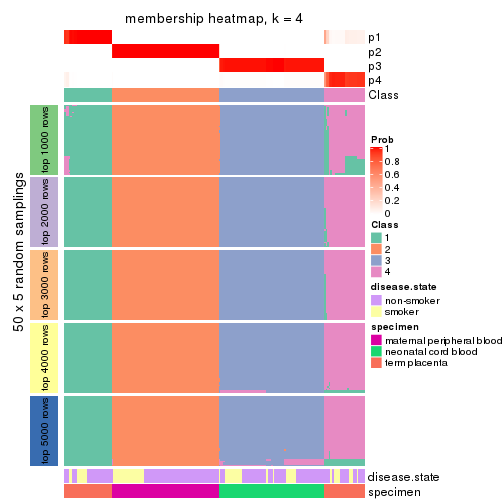 membership heatmap, k = 4
p1
p2
p3
p4
Class
50 x 5 random samplings
top 1000 rows
top 2000 rows
top 3000 rows
top 4000 rows
top 5000 rows
disease.state
specimen
Prob
1
0.8
0.6
0.4
0.2
0
Class
1
2
3
4
disease.state
non-smoker
smoker
specimen
maternal peripheral blood
neonatal cord blood
term placenta